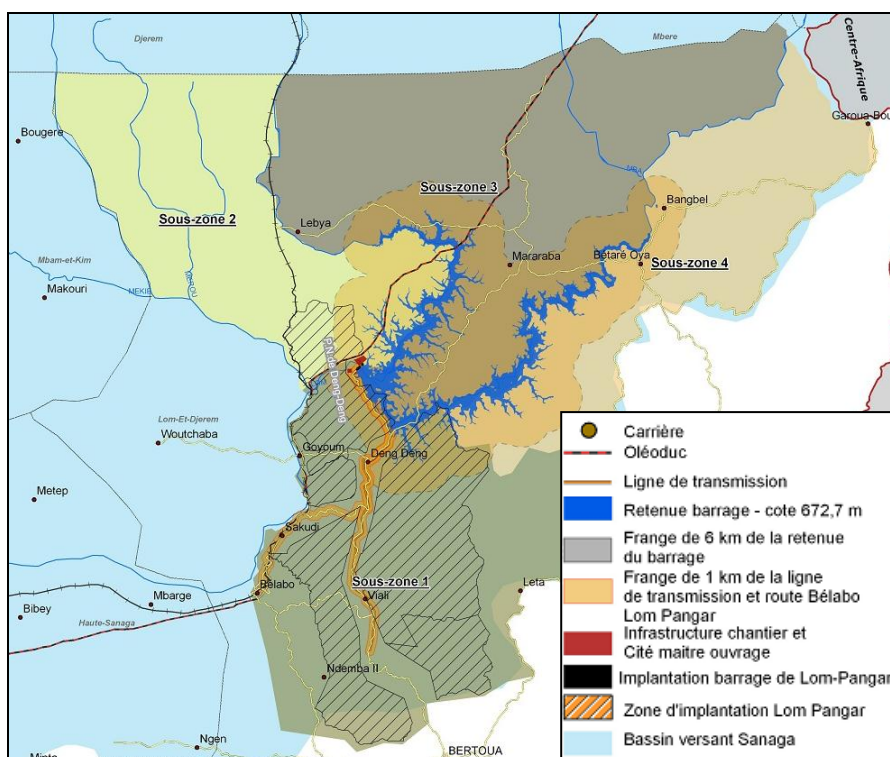 Djerem
Mbere
Centre-Afrique
Bougere
Garoua-Bou
Sous-zone 3
Bangbel
Sous-zone 2
Lebya
Mararaba
Bétaré Oya
Sous-zone 4
Mbam-et-Kim
Makouri
MEKIE
P.N de Deng-Deng
Lom-Et-Djerem
Woutchaba
Goyoum
Deng Deng
Metep
Sakudi
Sous-zone 1
Leta
Bélabo
Viali
Mbarge
Bibey
Haute-Sanaga
Ndemba II
Ngen
BERTOUA
Carrière
Oléoduc
Ligne de transmission
Retenue barrage - cote 672,7 m
Frange de 6 km de la retenue
du barrage
Frange de 1 km de la ligne
de transmission et route Bélabo
Lom Pangar
Infrastructure chantier et
Cité maitre ouvrage
Implantation barrage de Lom-Pangar
Zone d'implantation Lom Pangar
Bassin versant Sanaga